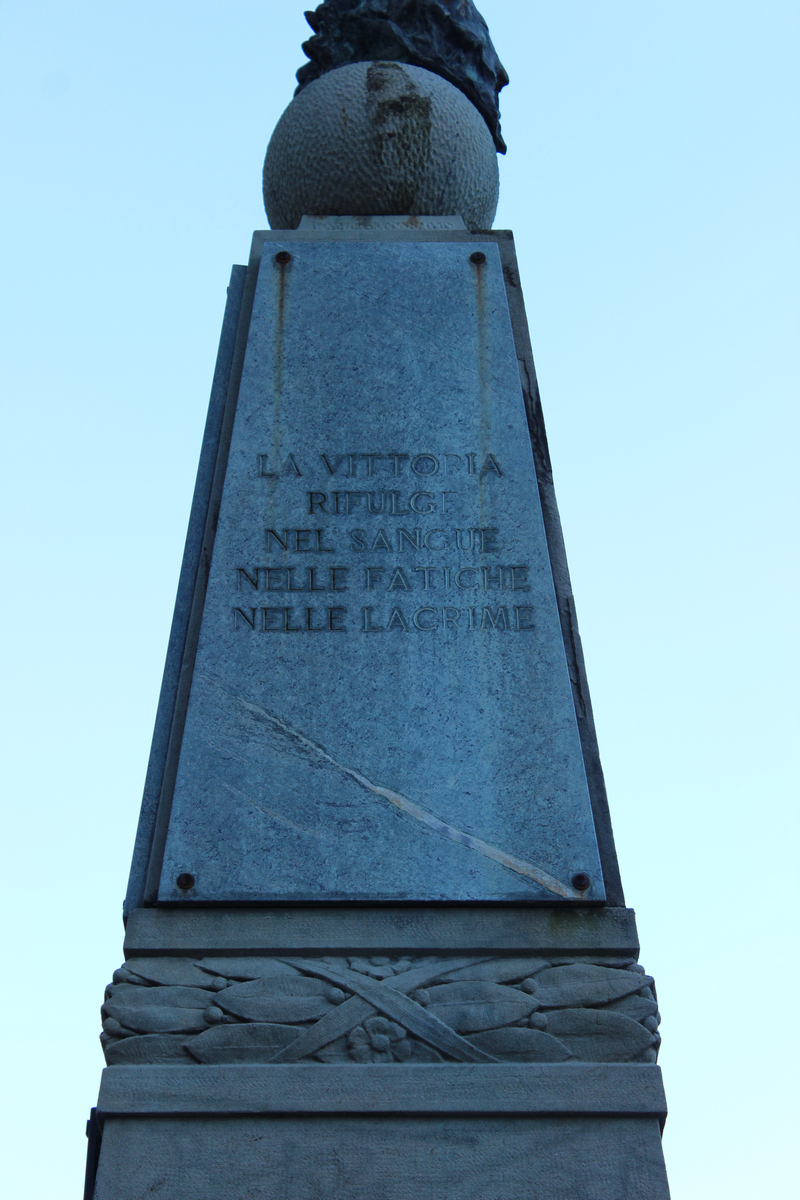 LA VITTORIA
RIFULGE
NEL SANGUE
NELLE FATICHE
NELLE LACRIME